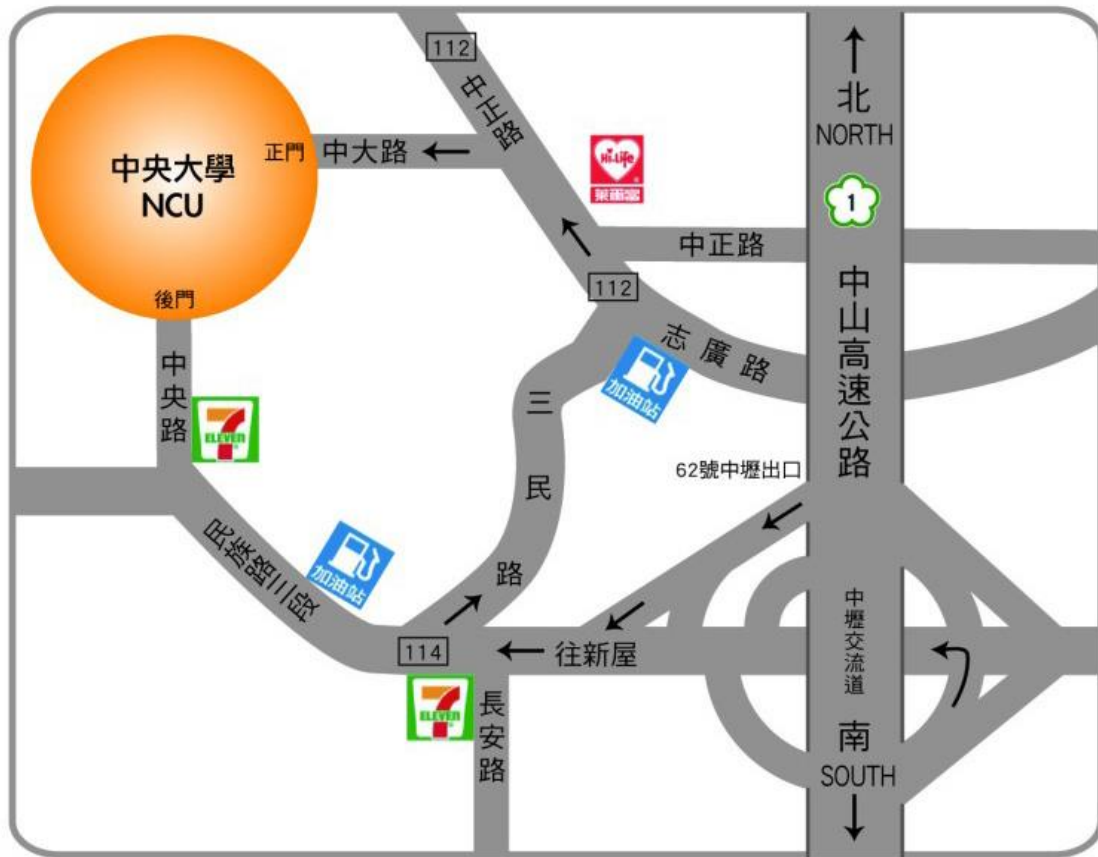 112
中正路
中央大學
NCU
正門
中大路
後門
Hi-Life
萊爾富
北
NORTH
1
中正路
112
志廣路
加油站
中山高速公路
中央路
7
ELEVEN
三民路
62號中壢出口
民族路三段
加油站
114
往新屋
7
ELEVEN
長安路
中壢交流道
南
SOUTH